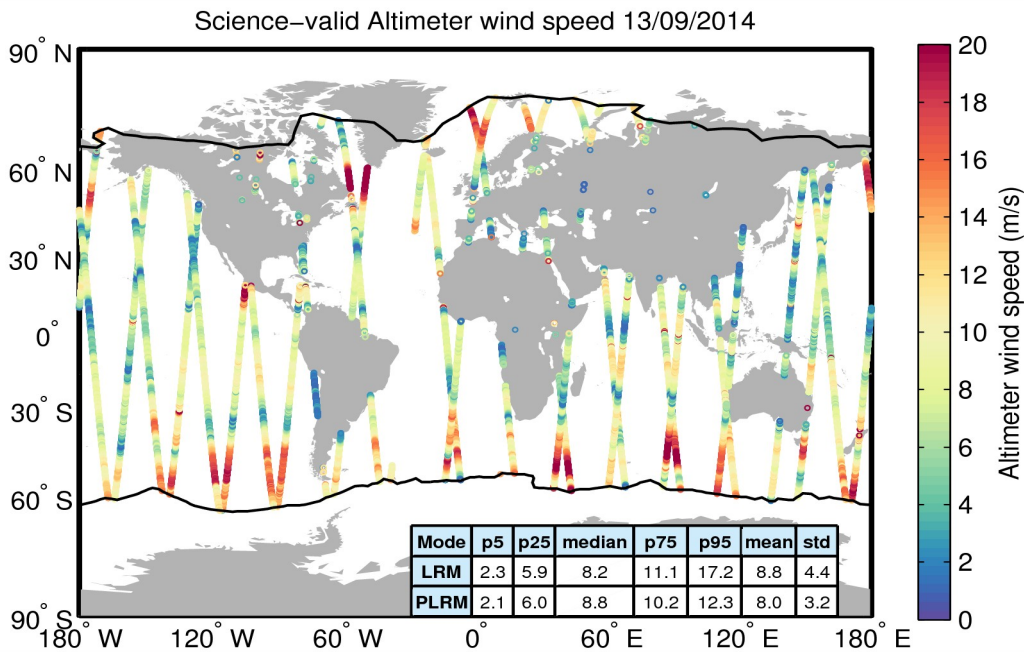 Science-valid Altimeter wind speed 13/09/2014
90° N
60° N
30° N
0°
30° S
60° S
90° S
180° W
120° W
60° W
0°
60° E
120° E
180° E
Mode p5 p25 median p75 p95 mean std
LRM 2.3 5.9 8.2 11.1 17.2 8.8 4.4
PLRM 2.1 6.0 8.8 10.2 12.3 8.0 3.2
20
18
16
14
12
10
8
6
4
2
0
Altimeter wind speed (m/s)